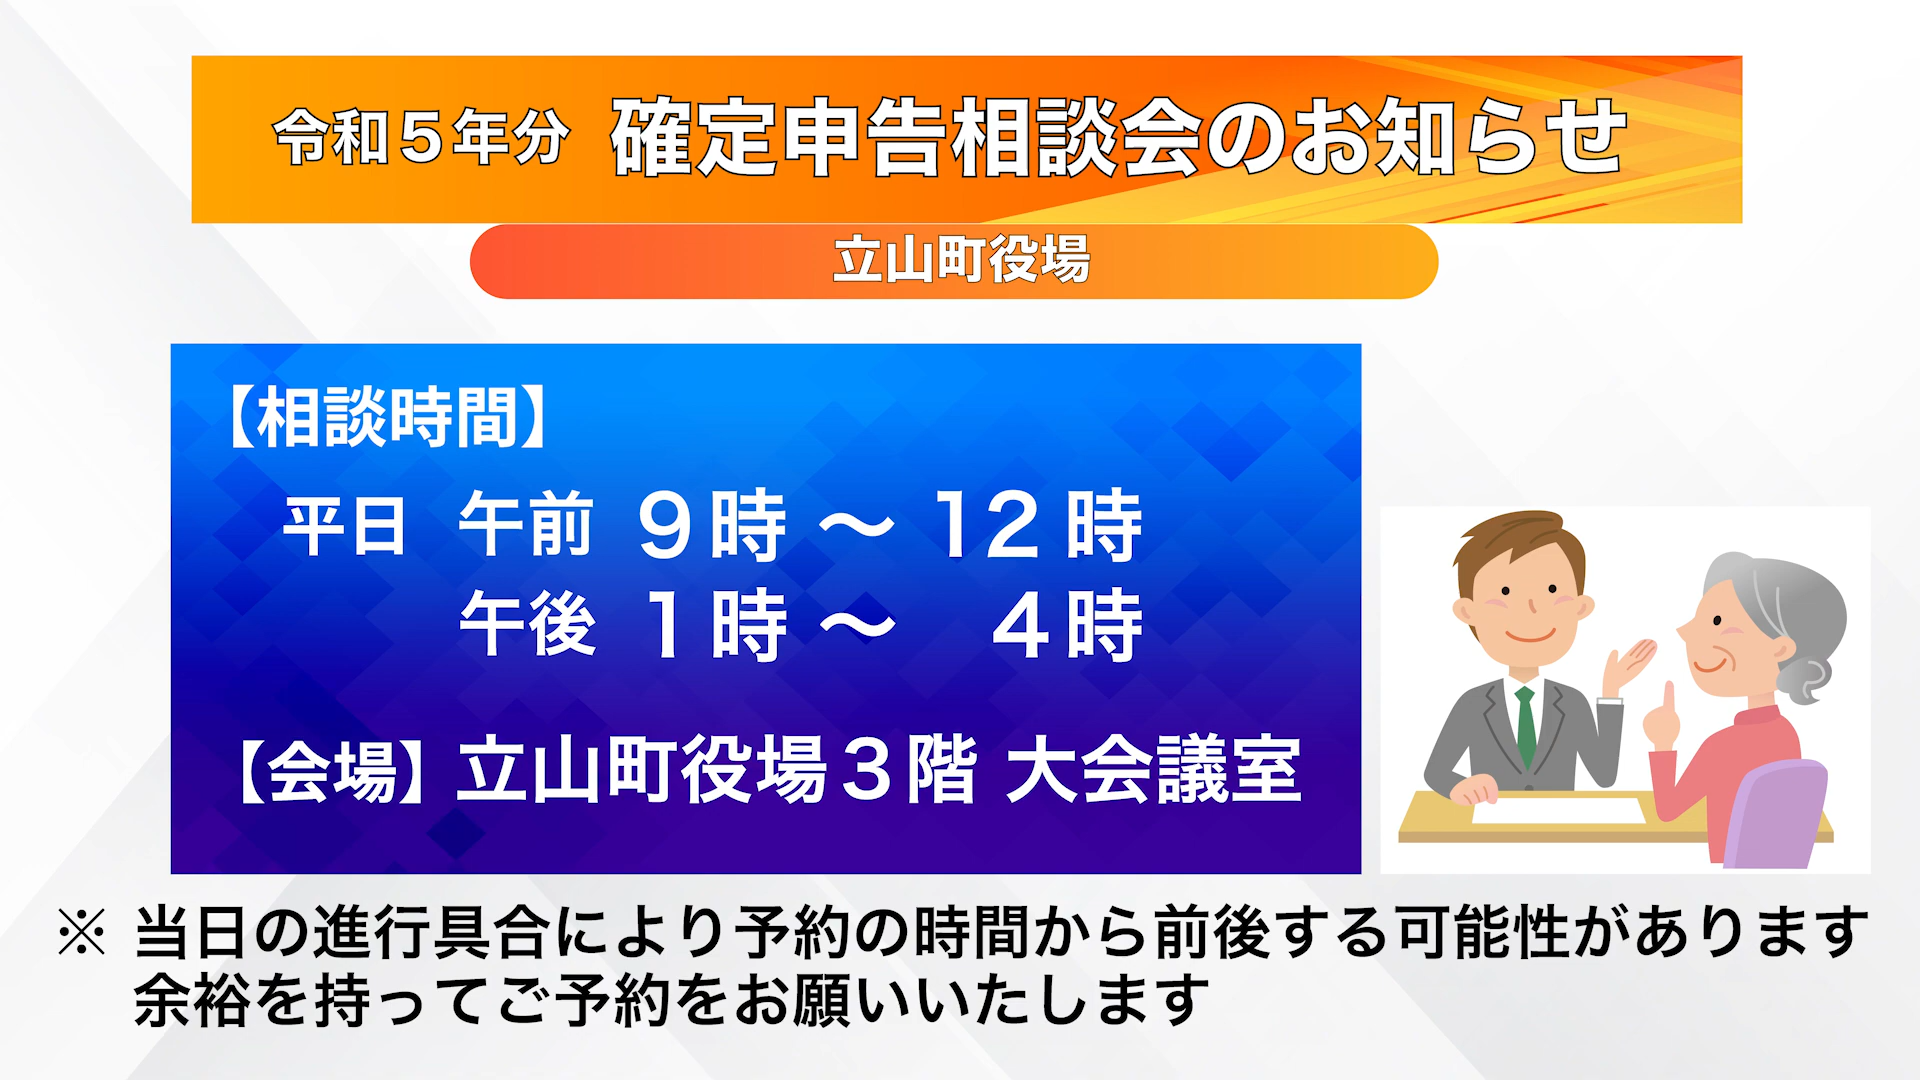 令和５年分 確定申告相談会のお知らせ
立山町役場
【相談時間】
平日 午前 ９時 ～ 12 時
午後 １時 ～ ４時
【会場】立山町役場３階 大会議室
※ 当日の進行具合により予約の時間から前後する可能性があります
余裕を持ってご予約をお願いいたします